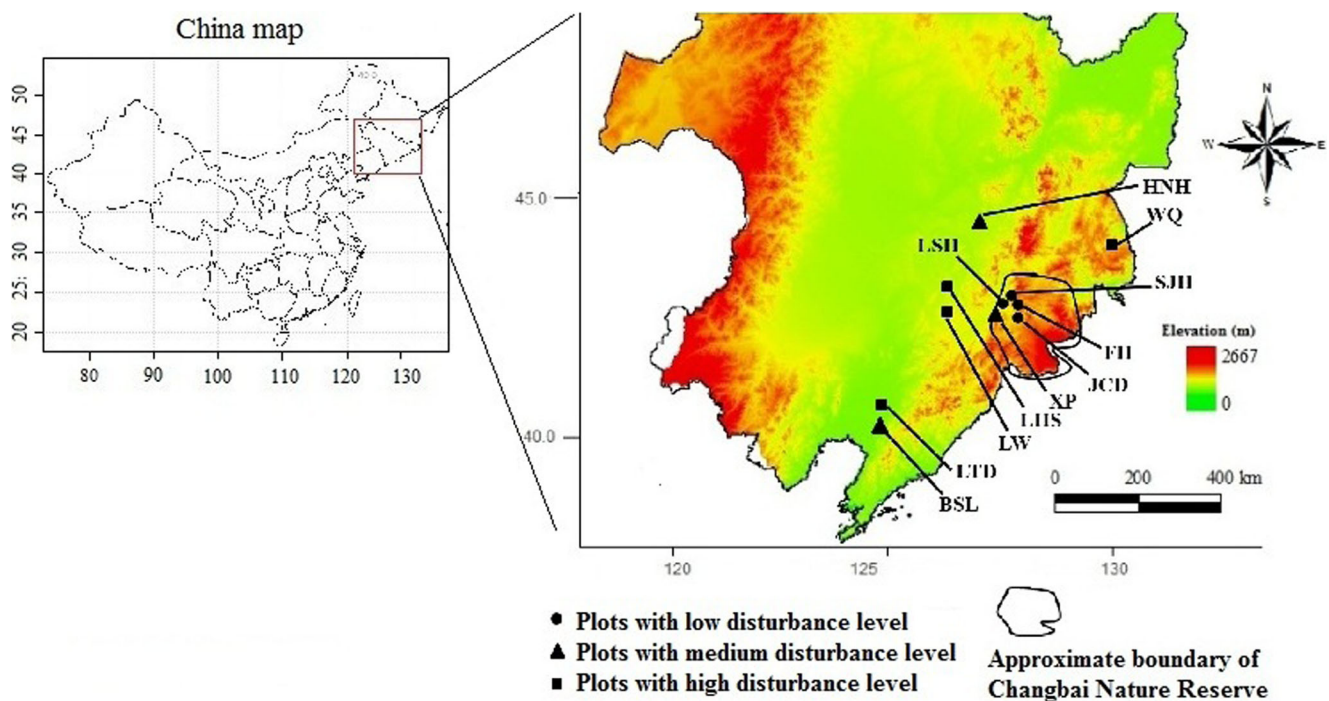 China map
40.0
50
45
40
35
30
25
20
80
90
100
110
120
130
45.0
40.0
120
125
130
N
W
E
S
HNH
WQ
LSH
SJH
FH
JCD
XP
LHS
LW
LTD
BSL
Elevation (m)
2667
0
0 200 400 km
Plots with low disturbance level
Plots with medium disturbance level
Plots with high disturbance level
Approximate boundary of
Changbai Nature Reserve